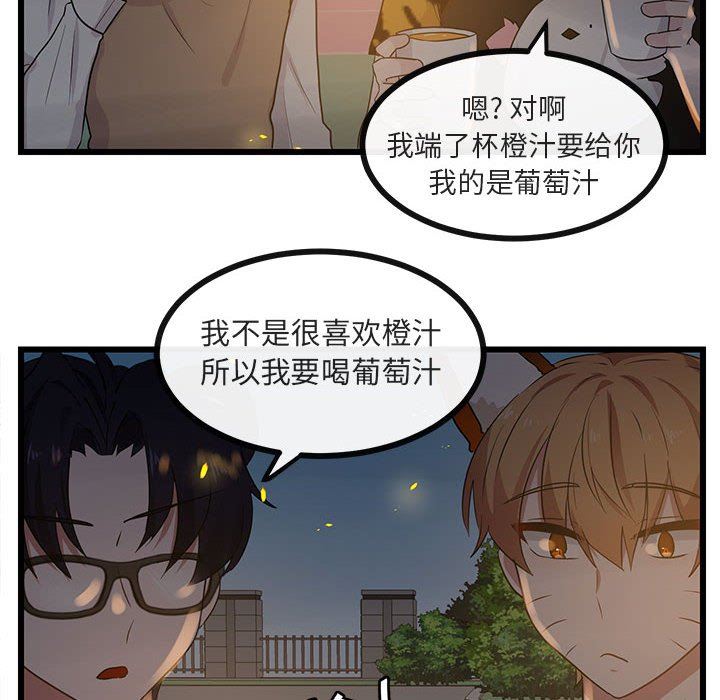 嗯? 对啊
我端了杯橙汁要给你
我的是葡萄汁
我不是很喜欢橙汁
所以我要喝葡萄汁